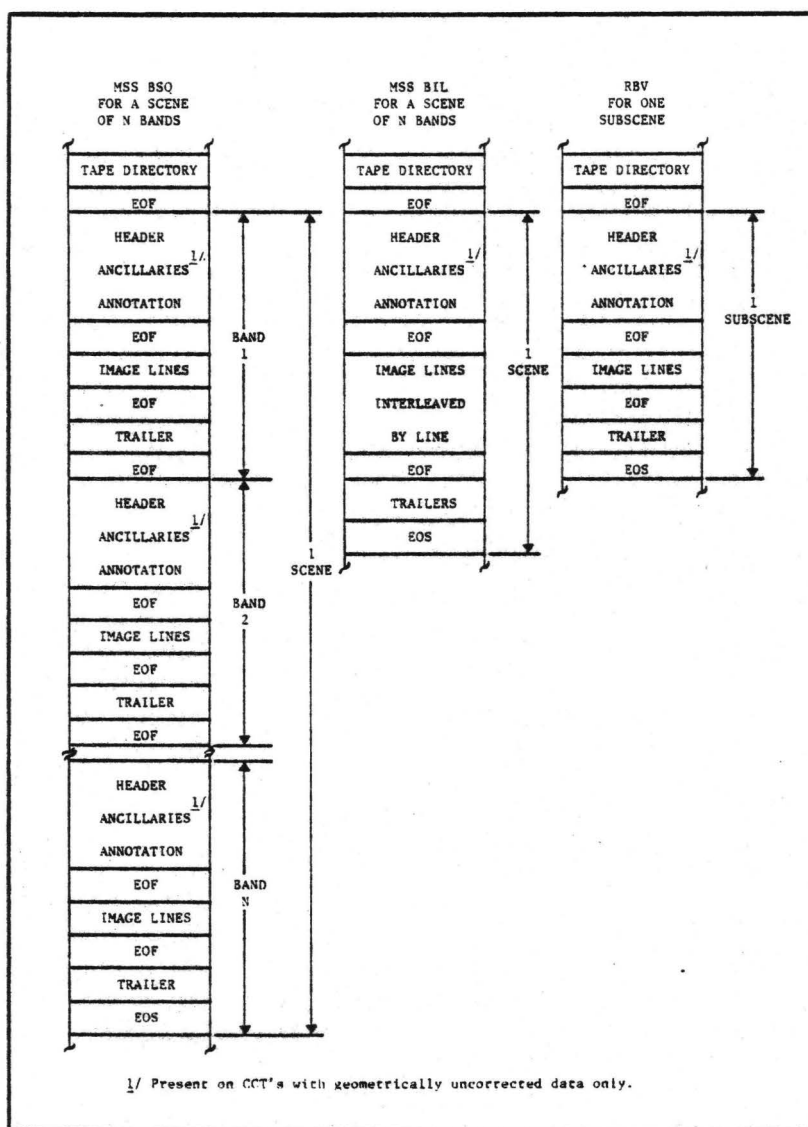 MSS BSQ
FOR A SCENE
OF N BANDS
TAPE DIRECTORY
EOF
HEADER
ANCILLARIES 1/
ANNOTATION
EOF
IMAGE LINES
EOF
TRAILER
EOF
HEADER
ANCILLARIES 1/
ANNOTATION
EOF
IMAGE LINES
EOF
TRAILER
EOF
HEADER
ANCILLARIES 1/
ANNOTATION
EOF
IMAGE LINES
EOF
TRAILER
EOS
BAND
1
BAND
2
BAND
N
1
SCENE
MSS BIL
FOR A SCENE
OF N BANDS
TAPE DIRECTORY
EOF
HEADER
ANCILLARIES 1/
ANNOTATION
EOF
IMAGE LINES
INTERLEAVED
BY LINE
EOF
TRAILERS
EOS
1
SCENE
RBV
FOR ONE
SUBSCENE
TAPE DIRECTORY
EOF
HEADER
ANCILLARIES 1/
ANNOTATION
EOF
IMAGE LINES
EOF
TRAILER
EOS
1
SUBSCENE
1/ Present on CCT's with geometrically uncorrected data only.